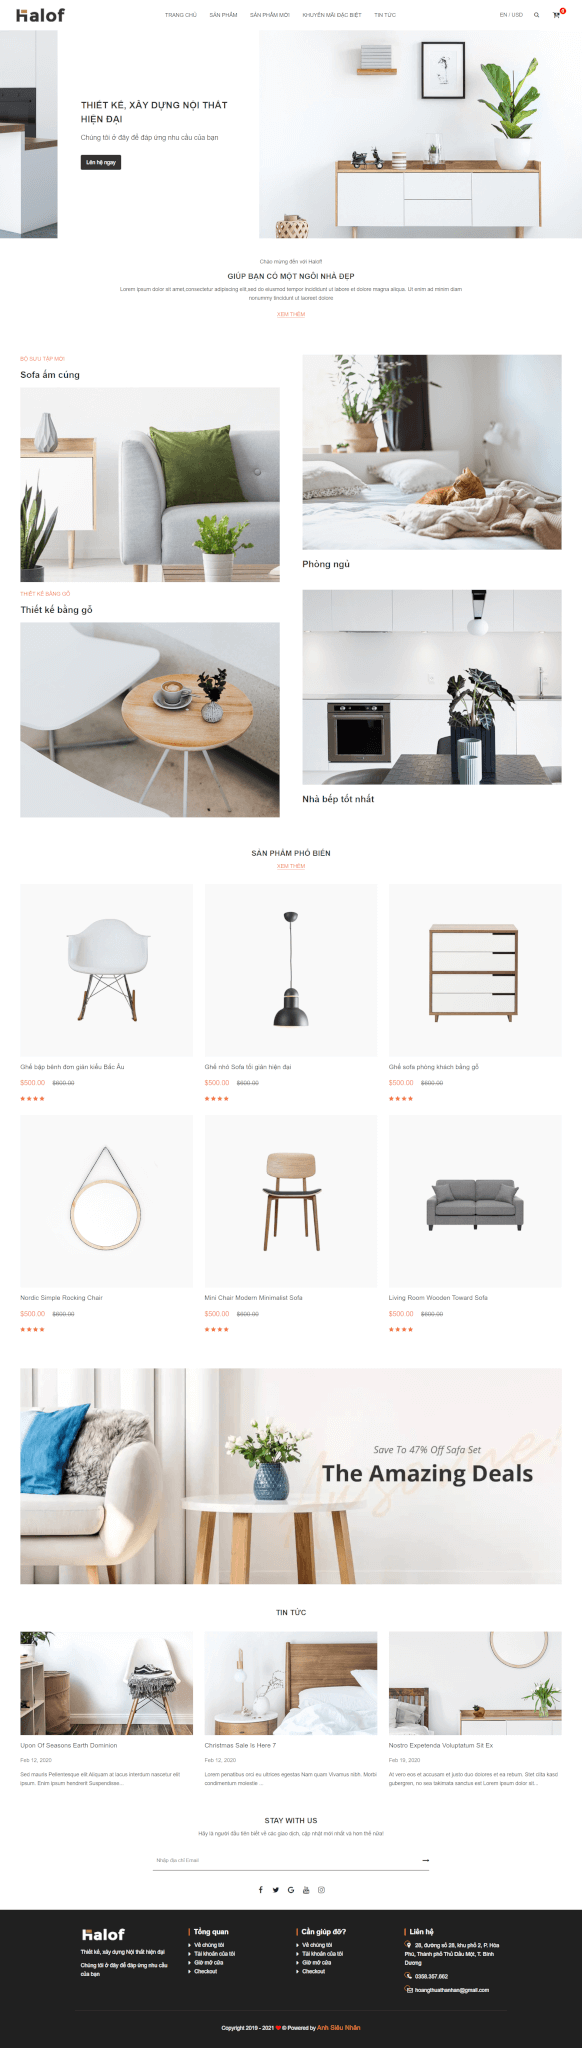 Halof
TRANG CHỦ
SẢN PHẨM
SẢN PHẨM MỚI
KHUYẾN MÃI ĐẶC BIỆT
TIN TỨC
EN / USD
THIẾT KẾ, XÂY DỰNG NỘI THẤT
HIỆN ĐẠI
Chúng tôi ở đây để đáp ứng nhu cầu của bạn
Liên hệ ngay
Chào mừng đến với Halof!
GIÚP BẠN CÓ MỘT NGÔI NHÀ ĐẸP
Lorem ipsum dolor sit amet,consectetur adipiscing elit,sed do eiusmod tempor incididunt ut labore et dolore magna aliqua. Ut enim ad minim diam
nonummy tincidunt ut laoreet dolore
XEM THÊM
BỘ SƯU TẬP MỚI
Sofa ấm cúng
Phòng ngủ
THIẾT KẾ BẰNG GỖ
Thiết kế bằng gỗ
Nhà bếp tốt nhất
SẢN PHẨM PHỔ BIẾN
XEM THÊM
Ghế bập bênh đơn giản kiểu Bắc Âu
$500.00 $600.00
Ghế nhỏ Sofa tối giản hiện đại
$500.00 $600.00
Ghế sofa phòng khách bằng gỗ
$500.00 $600.00
Nordic Simple Rocking Chair
$500.00 $600.00
Mini Chair Modern Minimalist Sofa
$500.00 $600.00
Living Room Wooden Toward Sofa
$500.00 $600.00
Save To 47% Off Safa Set
The Amazing Deals
TIN TỨC
Upon Of Seasons Earth Dominion
Feb 12, 2020
Sed mauris Pellentesque elit Aliquam at lacus interdum nascetur elit
ipsum. Enim ipsum hendrerit Suspendisse...
Christmas Sale Is Here 7
Feb 12, 2020
Lorem penatibus orci eu ultrices egestas Nam quam Vivamus nibh. Morbi
condimentum molestie ...
Nostro Expetenda Voluptatum Sit Ex
Feb 19, 2020
At vero eos et accusam et justo duo dolores et ea rebum. Stet clita kasd
gubergren, no sea takimata sanctus est Lorem ipsum dolor sit...
STAY WITH US
Hãy là người đầu tiên biết về các giao dịch, cập nhật mới nhất và hơn thế nữa!
Nhập địa chỉ Email
Halof
Thiết kế, xây dựng Nội thất hiện đại
Chúng tôi ở đây để đáp ứng nhu cầu
của bạn
Tổng quan
Về chúng tôi
Tài khoản của tôi
Giỏ mở cửa
Checkout
Cần giúp đỡ?
Về chúng tôi
Tài khoản của tôi
Giỏ mở cửa
Checkout
Liên hệ
28, đường số 28, khu phố 2, P. Hòa
Phú, Thành phố Thủ Dầu Một, T. Bình
Dương
0358.357.662
hoangthuathanhan@gmail.com
Copyright 2019 - 2021 ❤ © Powered by Anh Siêu Nhân